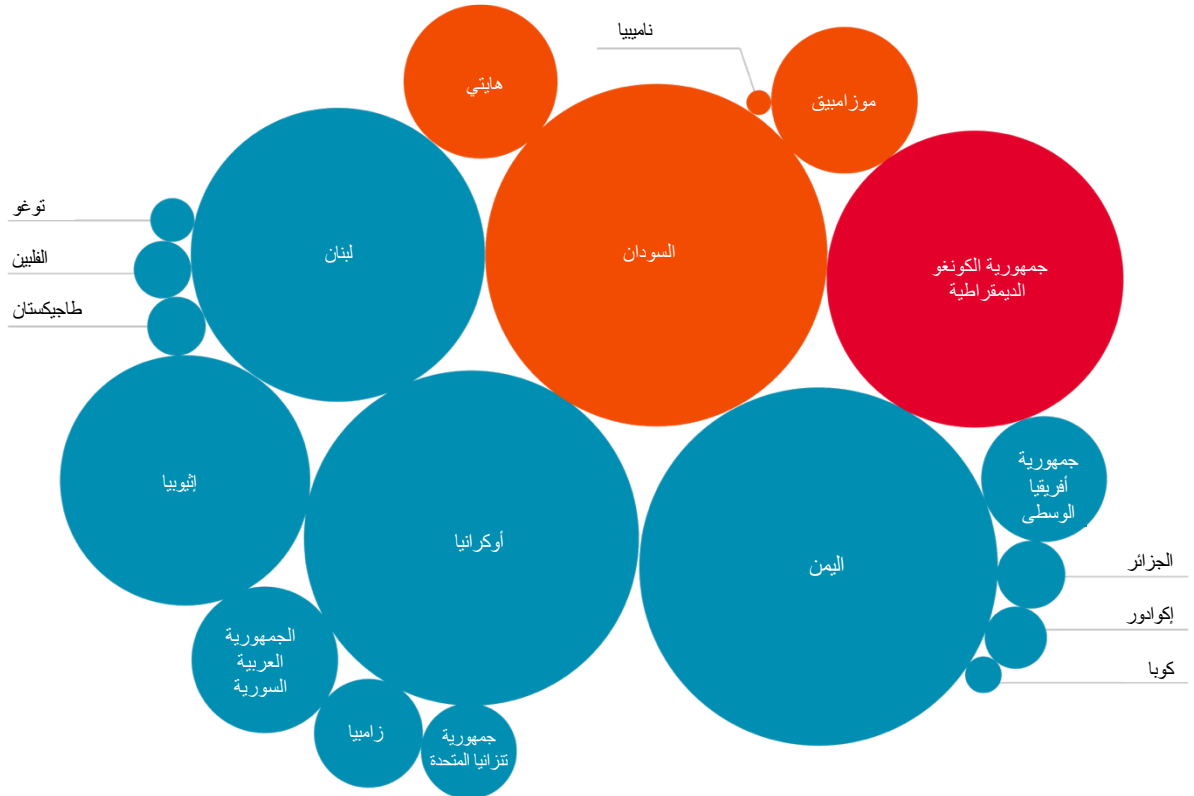 ناميبيا
هايتي
موزامبيق
توغو
الفلبين
طاجيكستان
لبنان
السودان
جمهورية الكونغو
الديمقراطية
إثيوبيا
أوكرانيا
اليمن
جمهورية
أفريقيا
الوسطى
الجزائر
إكوادور
كوبا
الجمهورية
العربية
السورية
زامبيا
جمهورية
تنزانيا المتحدة